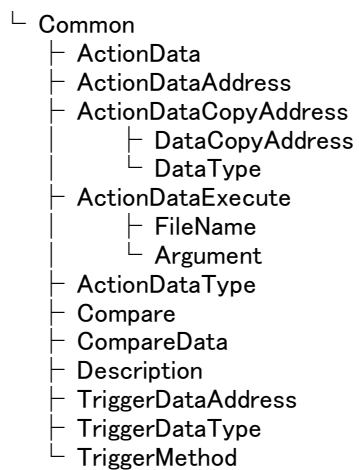 └ Common
├ ActionData
├ ActionDataAddress
├ ActionDataCopyAddress
│ ├ DataCopyAddress
│ └ DataType
├ ActionDataExecute
│ ├ FileName
│ └ Argument
├ ActionDataType
├ Compare
├ CompareData
├ Description
├ TriggerDataAddress
├ TriggerDataType
└ TriggerMethod